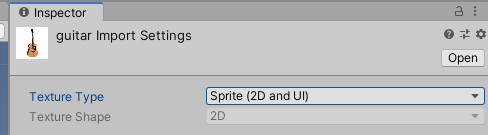 Inspector
guitar Import Settings
Open
Texture Type Sprite (2D and UI)
Texture Shape 2D